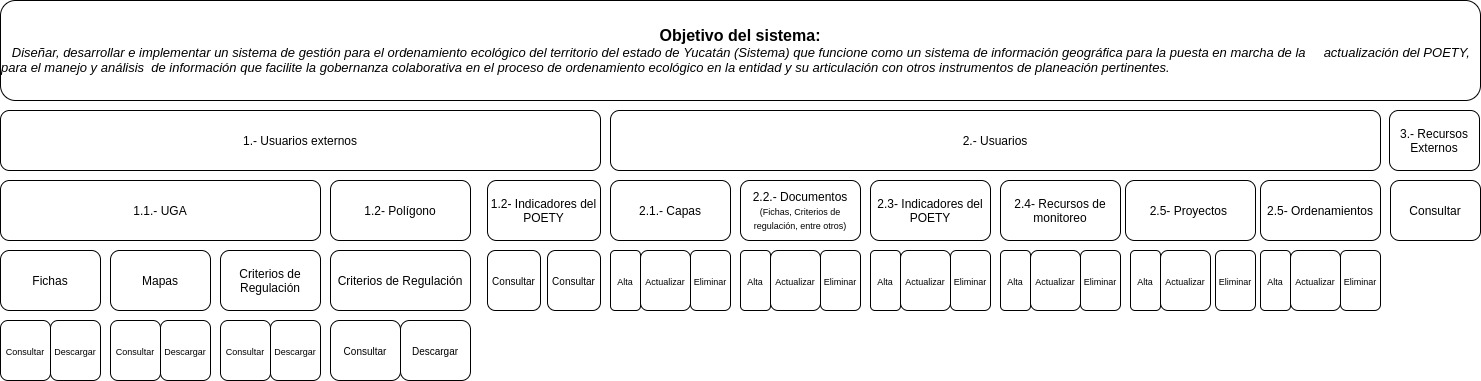 Objetivo del sistema:
Diseñar, desarrollar e implementar un sistema de gestión para el ordenamiento ecológico del territorio del estado de Yucatán (Sistema) que funcione como un sistema de información geográfica para la puesta en marcha de la actualización del POETY,
para el manejo y análisis de información que facilite la gobernanza colaborativa en el proceso de ordenamiento ecológico en la entidad y su articulación con otros instrumentos de planeación pertinentes.
1.- Usuarios externos
2.- Usuarios
3.- Recursos
Externos
1.1.- UGA
1.2- Polígono
1.2- Indicadores del
POETY
2.1.- Capas
2.2.- Documentos
(Fichas, Criterios de
regulación, entre otros)
2.3- Indicadores del
POETY
2.4- Recursos de
monitoreo
2.5- Proyectos
2.5- Ordenamientos
Consultar
Fichas
Mapas
Criterios de
Regulación
Criterios de Regulación
Consultar
Consultar
Alta
Actualizar
Eliminar
Alta
Actualizar
Eliminar
Alta
Actualizar
Eliminar
Alta
Actualizar
Eliminar
Alta
Actualizar
Eliminar
Alta
Actualizar
Eliminar
Consultar
Descargar
Consultar
Descargar
Consultar
Descargar
Consultar
Descargar